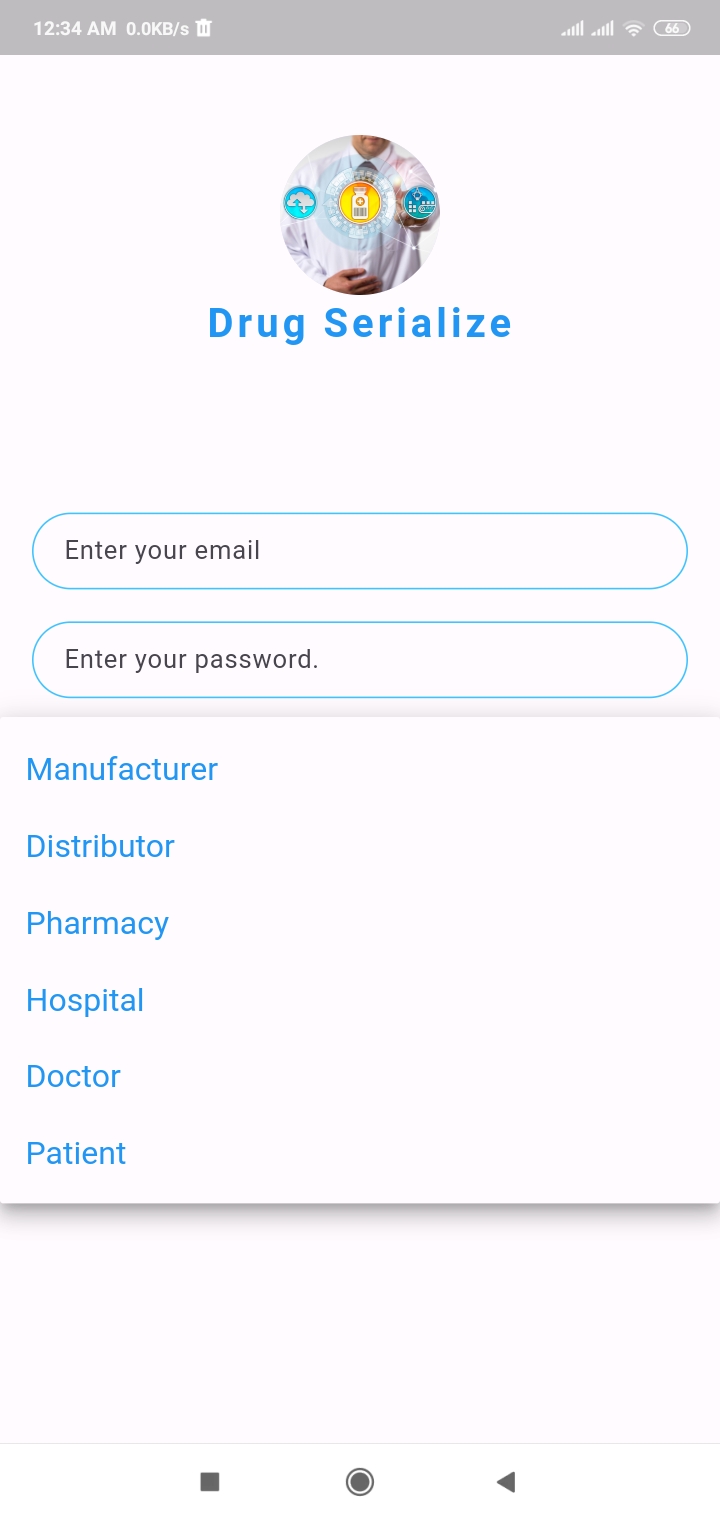 12:34 AM 0.0KB/s 66
Drug Serialize
Enter your email
Enter your password.
Manufacturer
Distributor
Pharmacy
Hospital
Doctor
Patient